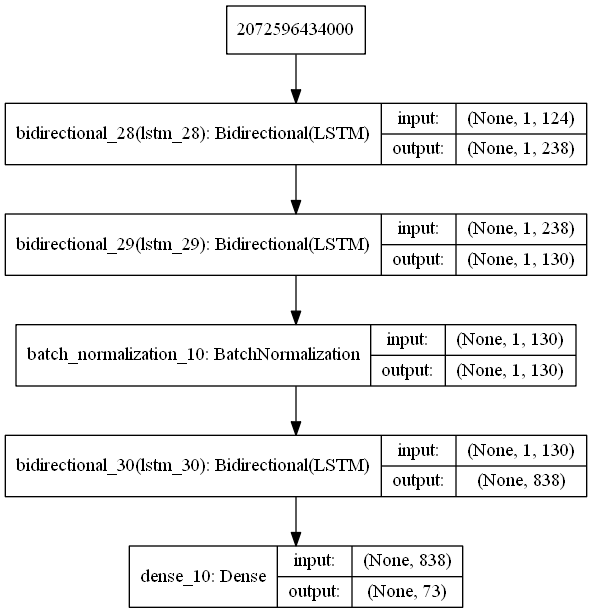 2072596434000
bidirectional_28(lstm_28): Bidirectional(LSTM)
input: (None, 1, 124)
output: (None, 1, 238)
bidirectional_29(lstm_29): Bidirectional(LSTM)
input: (None, 1, 238)
output: (None, 1, 130)
batch_normalization_10: BatchNormalization
input: (None, 1, 130)
output: (None, 1, 130)
bidirectional_30(lstm_30): Bidirectional(LSTM)
input: (None, 1, 130)
output: (None, 838)
dense_10: Dense
input: (None, 838)
output: (None, 73)